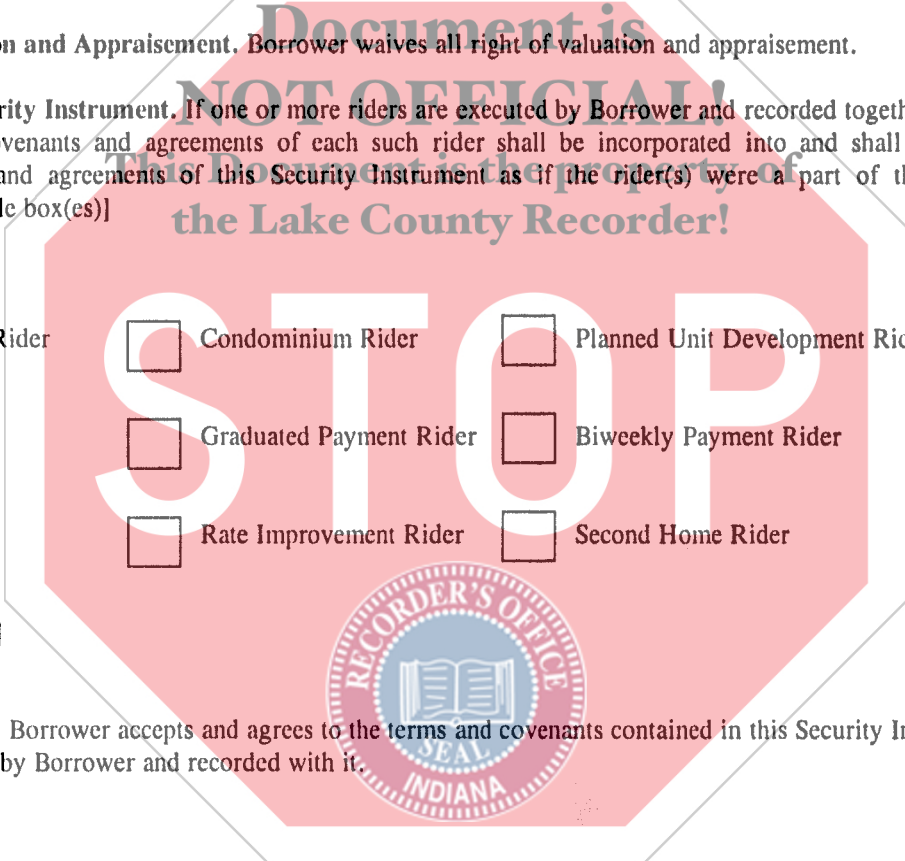 Document is
n and Appraisement. Borrower waives all right of valuation and appraisement.
NOT OFFICIAL!
rity Instrument. If one or more riders are executed by Borrower and recorded togeth
venants and agreements of each such rider shall be incorporated into and shall
This Document is the property of
and agreements of this Security Instrument as if the rider(s) were a part of th
le box(es)]
the Lake County Recorder!
Rider Condominium Rider Planned Unit Development Rid
Graduated Payment Rider Biweekly Payment Rider
Rate Improvement Rider Second Home Rider
STOP
RECORDER'S OFFICE
Borrower accepts and agrees to the terms and covenants contained in this Security In
SEAL
by Borrower and recorded with it.
INDIANA